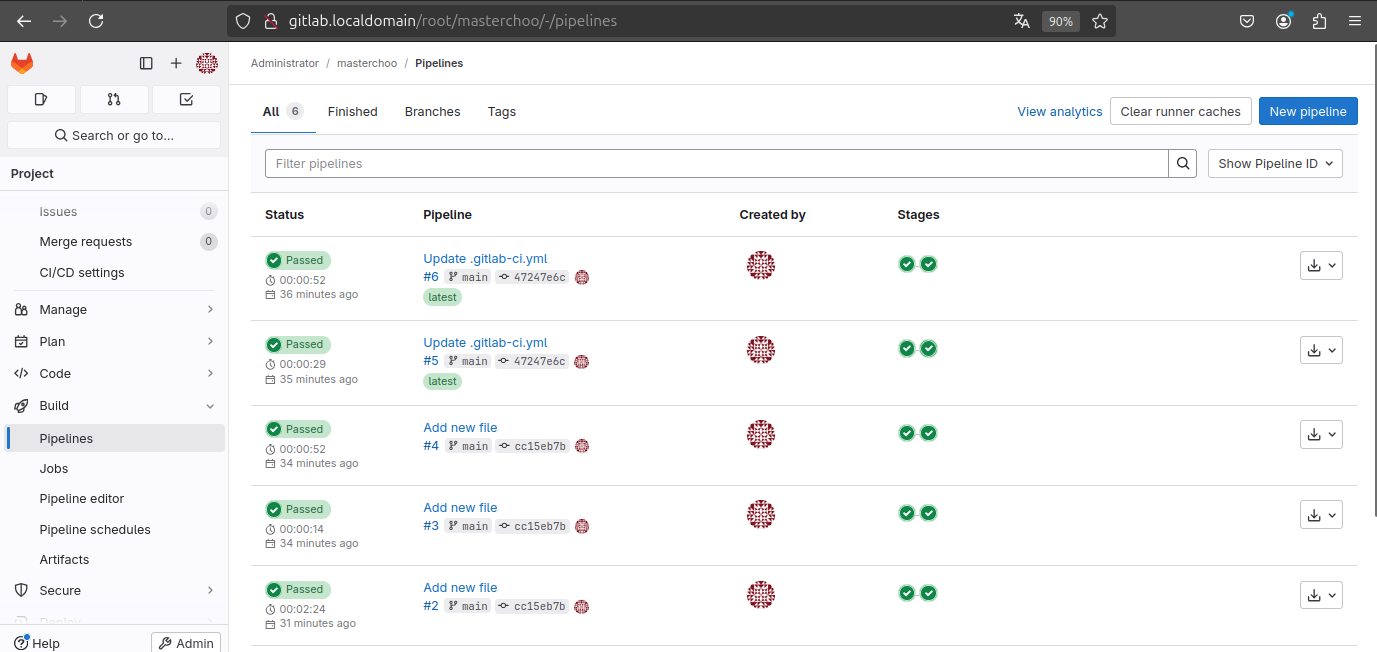 gitlab.localdomain/root/masterchoo/-/pipelines
90%
Administrator / masterchoo / Pipelines
All 6 Finished Branches Tags
View analytics Clear runner caches New pipeline
Search or go to...
Filter pipelines
Show Pipeline ID
Project
Issues 0
Merge requests 0
CI/CD settings
Manage
Plan
Code
Build
Pipelines
Jobs
Pipeline editor
Pipeline schedules
Artifacts
Secure
Deploy
Help
Admin
Status Pipeline Created by Stages
Passed
00:00:52
36 minutes ago
Update .gitlab-ci.yml
#6 main 47247e6c
latest
Passed
00:00:29
35 minutes ago
Update .gitlab-ci.yml
#5 main 47247e6c
latest
Passed
00:00:52
34 minutes ago
Add new file
#4 main cc15eb7b
Passed
00:00:14
34 minutes ago
Add new file
#3 main cc15eb7b
Passed
00:02:24
31 minutes ago
Add new file
#2 main cc15eb7b